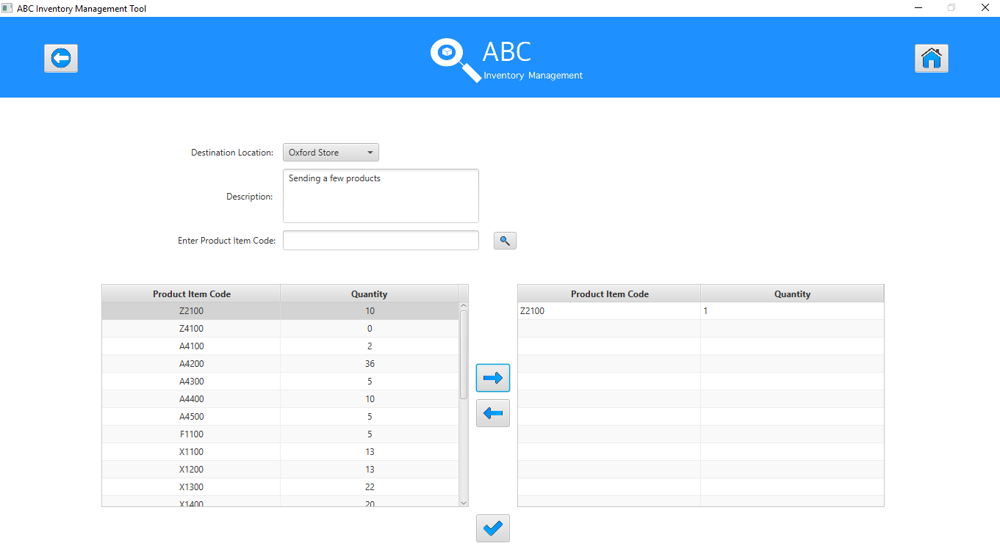 ABC Inventory Management Tool
ABC
Inventory Management
Destination Location: Oxford Store
Description: Sending a few products
Enter Product Item Code:
Product Item Code Quantity Product Item Code Quantity
Z2100 10 Z2100 1
Z4100 0
A4100 2
A4200 36
A4300 5
A4400 10
A4500 5
F1100 5
X1100 13
X1200 13
X1300 22
X1400 20